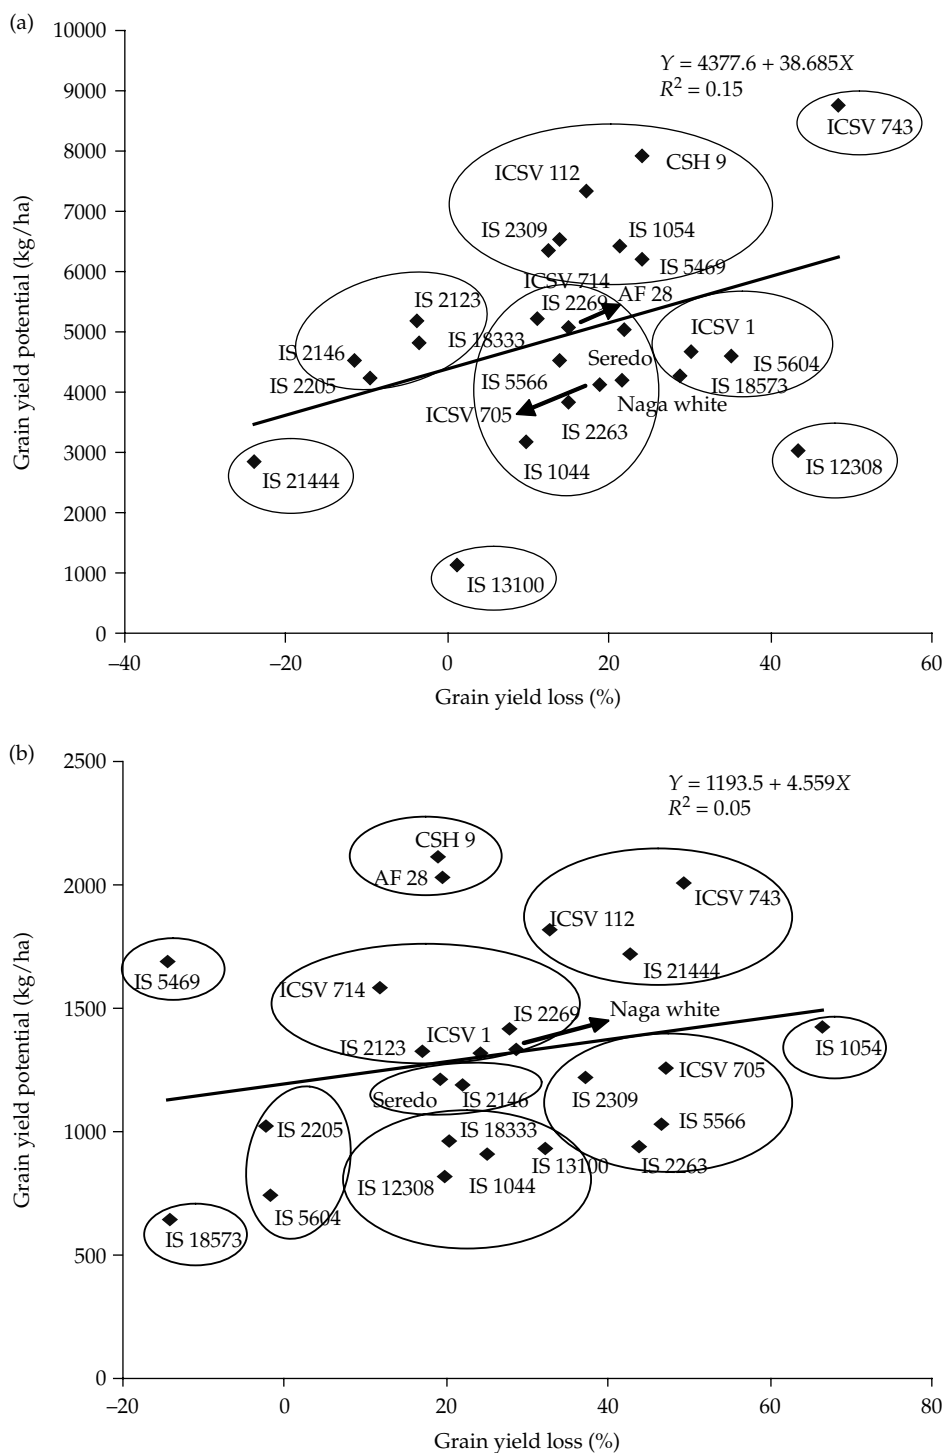 (a)
10000
Y = 4377.6 + 38.685X
R² = 0.15
9000
ICSV 743
8000
CSH 9
ICSV 112
7000
IS 2309
IS 1054
6000
IS 5469
ICSV 714
AF 28
IS 2123
IS 2269
5000
IS 18333
ICSV 1
IS 2146
Seredo
IS 5604
IS 2205
IS 5566
IS 18573
4000
Naga white
ICSV 705
IS 2263
3000
IS 1044
IS 12308
IS 21444
2000
1000
IS 13100
0
Grain yield potential (kg/ha)
–40 –20 0 20 40 60
Grain yield loss (%)
(b)
2500
Y = 1193.5 + 4.559X
R² = 0.05
CSH 9
AF 28
2000
ICSV 743
ICSV 112
IS 5469
IS 21444
ICSV 714
1500
IS 2269
Naga white
ICSV 1
IS 2123
IS 1054
ICSV 705
Seredo
IS 2146
IS 2309
IS 2205
IS 18333
IS 5566
1000
IS 13100
IS 2263
IS 12308
IS 1044
IS 5604
IS 18573
500
0
Grain yield potential (kg/ha)
–20 0 20 40 60 80
Grain yield loss (%)